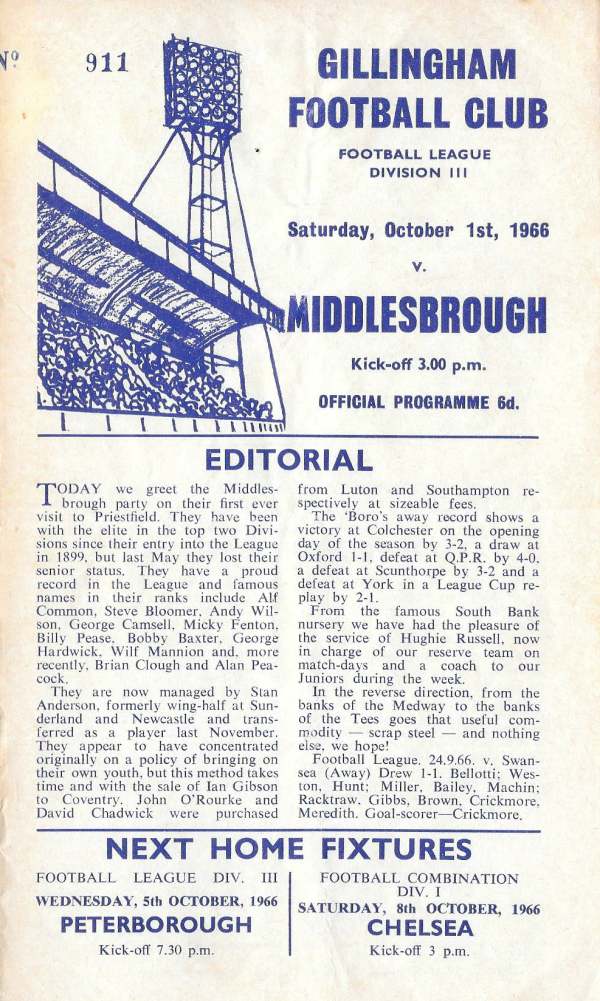 Nº 911
GILLINGHAM
FOOTBALL CLUB
FOOTBALL LEAGUE
DIVISION III
Saturday, October 1st, 1966
v.
MIDDLESBROUGH
Kick-off 3.00 p.m.
OFFICIAL PROGRAMME 6d.
EDITORIAL
TODAY we greet the Middles-
brough party on their first ever
visit to Priestfield. They have been
with the elite in the top two Divi-
sions since their entry into the League
in 1899, but last May they lost their
senior status. They have a proud
record in the League and famous
names in their ranks include Alf
Common, Steve Bloomer, Andy Wil-
son, George Camsell, Micky Fenton,
Billy Pease, Bobby Baxter, George
Hardwick, Wilf Mannion and, more
recently, Brian Clough and Alan Pea-
cock.
They are now managed by Stan
Anderson, formerly wing-half at Sun-
derland and Newcastle and trans-
ferred as a player last November.
They appear to have concentrated
originally on a policy of bringing on
their own youth, but this method takes
time and with the sale of Ian Gibson
to Coventry, John O'Rourke and
David Chadwick were purchased
from Luton and Southampton re-
spectively at sizeable fees.
The 'Boro's away record shows a
victory at Colchester on the opening
day of the season by 3-2, a draw at
Oxford 1-1, defeat at Q.P.R. by 4-0,
a defeat at Scunthorpe by 3-2 and a
defeat at York in a League Cup re-
play by 2-1.
From the famous South Bank
nursery we have had the pleasure of
the service of Hughie Russell, now
in charge of our reserve team on
match-days and a coach to our
Juniors during the week.
In the reverse direction, from the
banks of the Medway to the banks
of the Tees goes that useful com-
modity — scrap steel — and nothing
else, we hope!
Football League, 24.9.66. v. Swan-
sea (Away) Drew 1-1. Bellotti; Wes-
ton, Hunt; Miller, Bailey, Machin;
Racktraw, Gibbs, Brown, Crickmore,
Meredith. Goal-scorer—Crickmore.
NEXT HOME FIXTURES
FOOTBALL LEAGUE DIV. III
WEDNESDAY, 5th OCTOBER, 1966
PETERBOROUGH
Kick-off 7.30 p.m.
FOOTBALL COMBINATION
DIV. I
SATURDAY, 8th OCTOBER, 1966
CHELSEA
Kick-off 3 p.m.